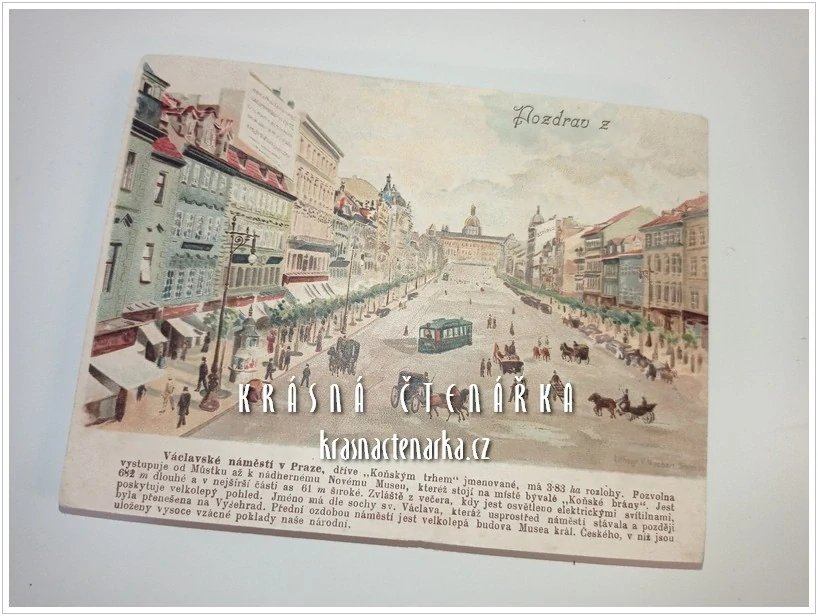 Pozdrav z
KRÁSNÁ ČTENÁŘKA
krasnactenarka.cz
Václavské náměstí v Praze, dříve „Koňským trhem" jmenované, má 3·83 ha rozlohy. Pozvolna
vystupuje od Můstku až k nádhernému Novému Museu, kteréž stojí na místě bývalé „Koňské brány". Jest
682 m dlouhé a v nejširší části as 61 m široké. Zvláště z večera, kdy jest osvětleno elektrickými svítilnami,
poskytuje velkolepý pohled. Jméno má dle sochy sv. Václava, kteráž usprostřed náměstí stávala a později
byla přenešena na Vyšehrad. Přední ozdobou náměstí jest velkolepá budova Musea král. Českého, v níž jsou
uloženy vysoce vzácné poklady naše národní.